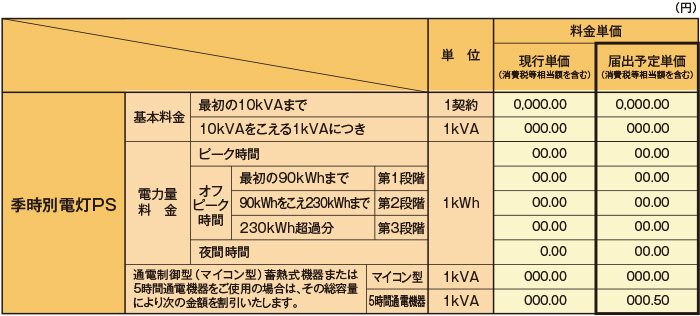 (円)
料金単価
単 位
現行単価
(消費税等相当額を含む)
届出予定単価
(消費税等相当額を含む)
季時別電灯PS
基本料金
最初の10kVAまで
1契約
0,000.00
0,000.00
10kVAをこえる1kVAにつき
1kVA
000.00
000.00
電力量
料 金
ピーク時間
1kWh
00.00
00.00
オフ
ピーク
時間
最初の90kWhまで
第1段階
00.00
00.00
90kWhをこえ230kWhまで
第2段階
00.00
00.00
230kWh超過分
第3段階
00.00
00.00
夜間時間
0.00
00.00
通電制御型(マイコン型)蓄熱式機器または
5時間通電機器をご使用の場合は、その総容量
により次の金額を割引いたします。
マイコン型
1kVA
000.00
000.00
5時間通電機器
1kVA
000.00
000.50